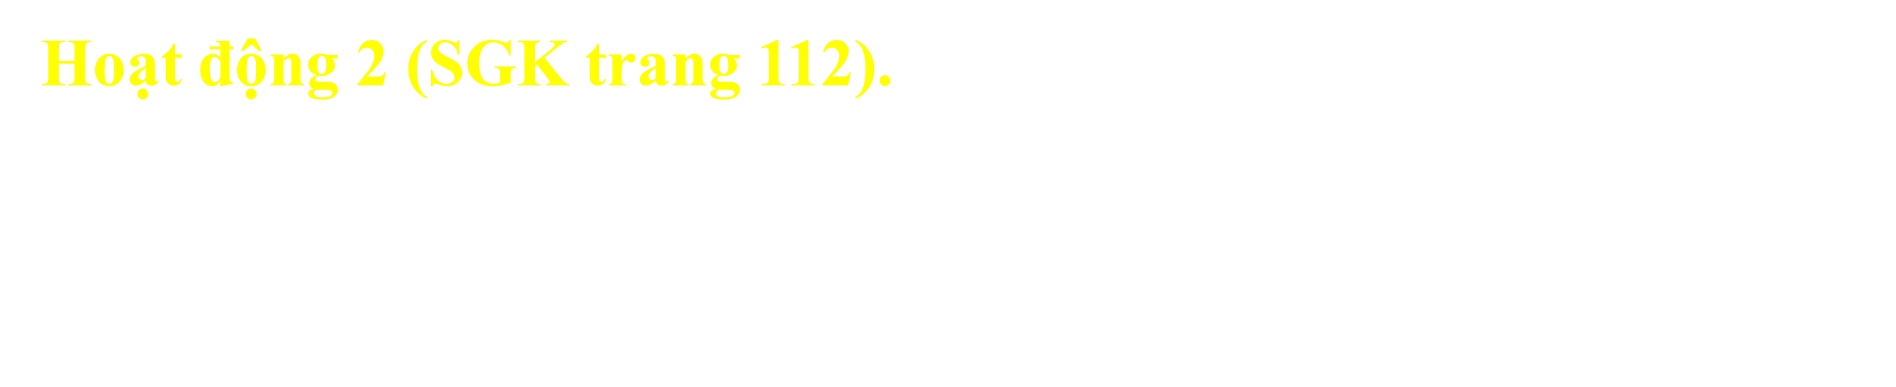 Hoạt động 2 (SGK trang 112).